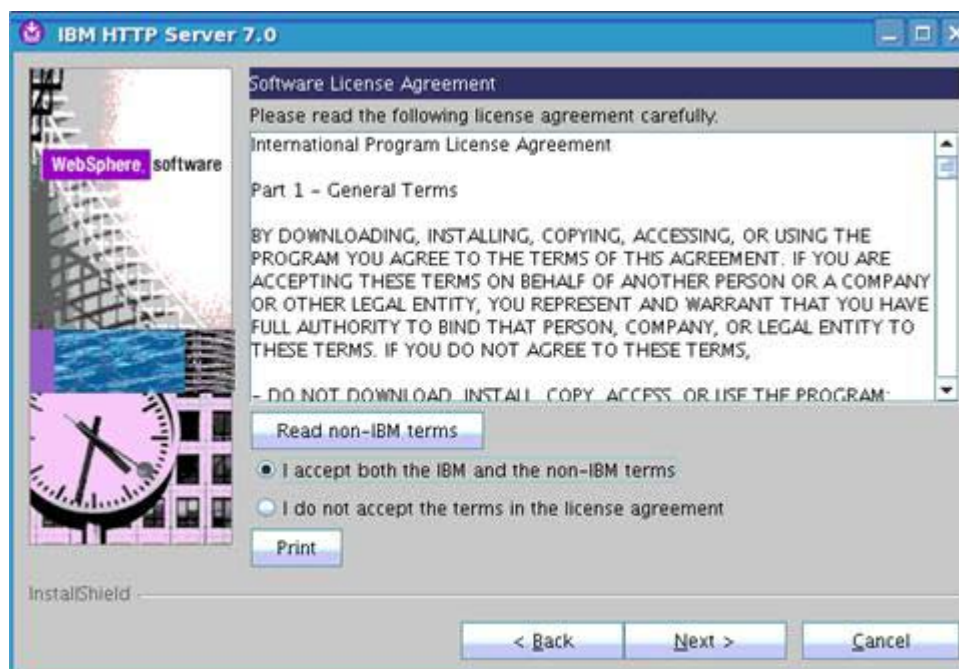 IBM HTTP Server 7.0
WebSphere. software
Software License Agreement
Please read the following license agreement carefully.
International Program License Agreement
Part 1 – General Terms
BY DOWNLOADING, INSTALLING, COPYING, ACCESSING, OR USING THE
PROGRAM YOU AGREE TO THE TERMS OF THIS AGREEMENT. IF YOU ARE
ACCEPTING THESE TERMS ON BEHALF OF ANOTHER PERSON OR A COMPANY
OR OTHER LEGAL ENTITY, YOU REPRESENT AND WARRANT THAT YOU HAVE
FULL AUTHORITY TO BIND THAT PERSON, COMPANY, OR LEGAL ENTITY TO
THESE TERMS. IF YOU DO NOT AGREE TO THESE TERMS,
– DO NOT DOWNLOAD, INSTALL, COPY, ACCESS, OR USE THE PROGRAM;
Read non-IBM terms
I accept both the IBM and the non-IBM terms
I do not accept the terms in the license agreement
Print
InstallShield
< Back
Next >
Cancel